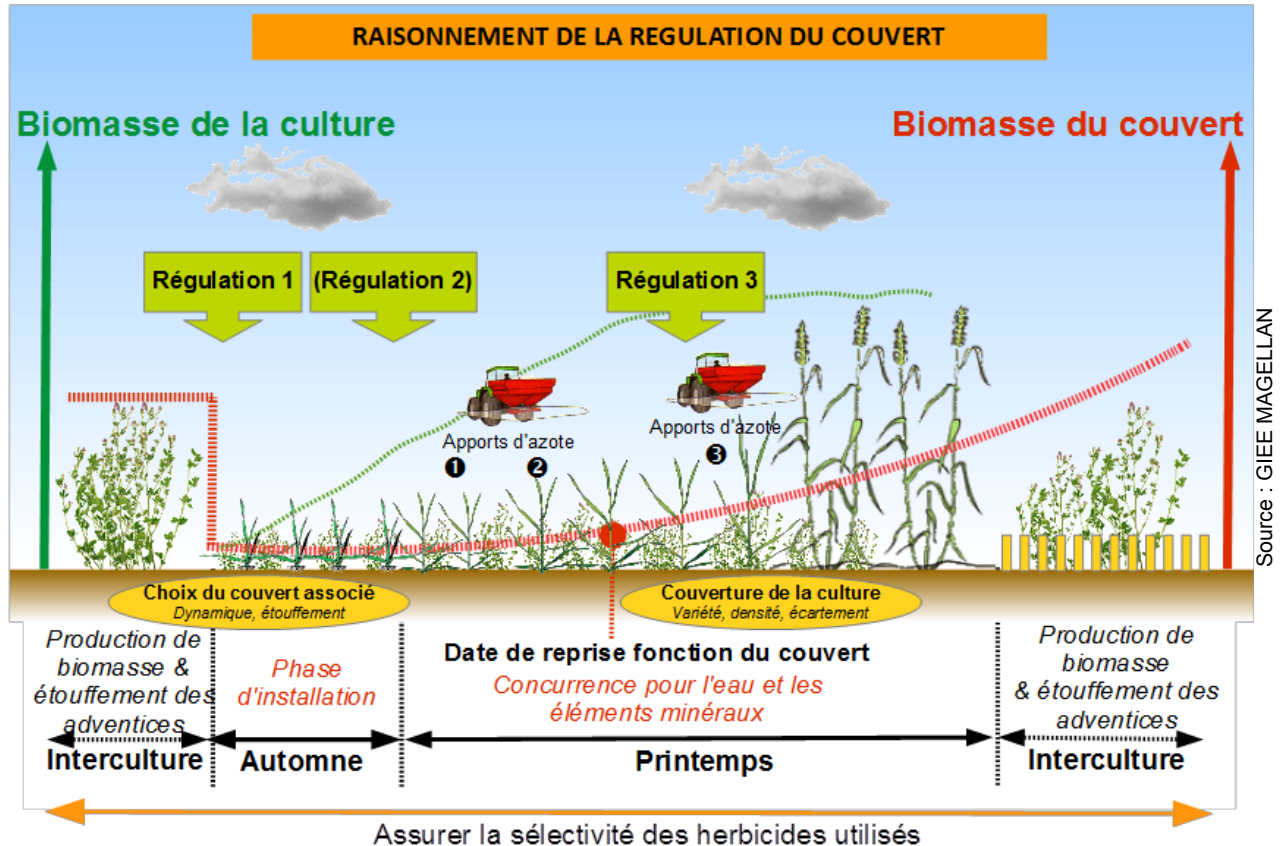 RAISONNEMENT DE LA REGULATION DU COUVERT
Biomasse de la culture
Biomasse du couvert
Régulation 1
(Régulation 2)
Régulation 3
Apports d'azote
❶
❷
Apports d'azote
❸
Source : GIEE MAGELLAN
Choix du couvert associé
Dynamique, étouffement
Couverture de la culture
Variété, densité, écartement
Production de
biomasse &
étouffement des
adventices
Phase
d'installation
Date de reprise fonction du couvert
Concurrence pour l'eau et les
éléments minéraux
Production de
biomasse
& étouffement des
adventices
Interculture
Automne
Printemps
Interculture
Assurer la sélectivité des herbicides utilisés